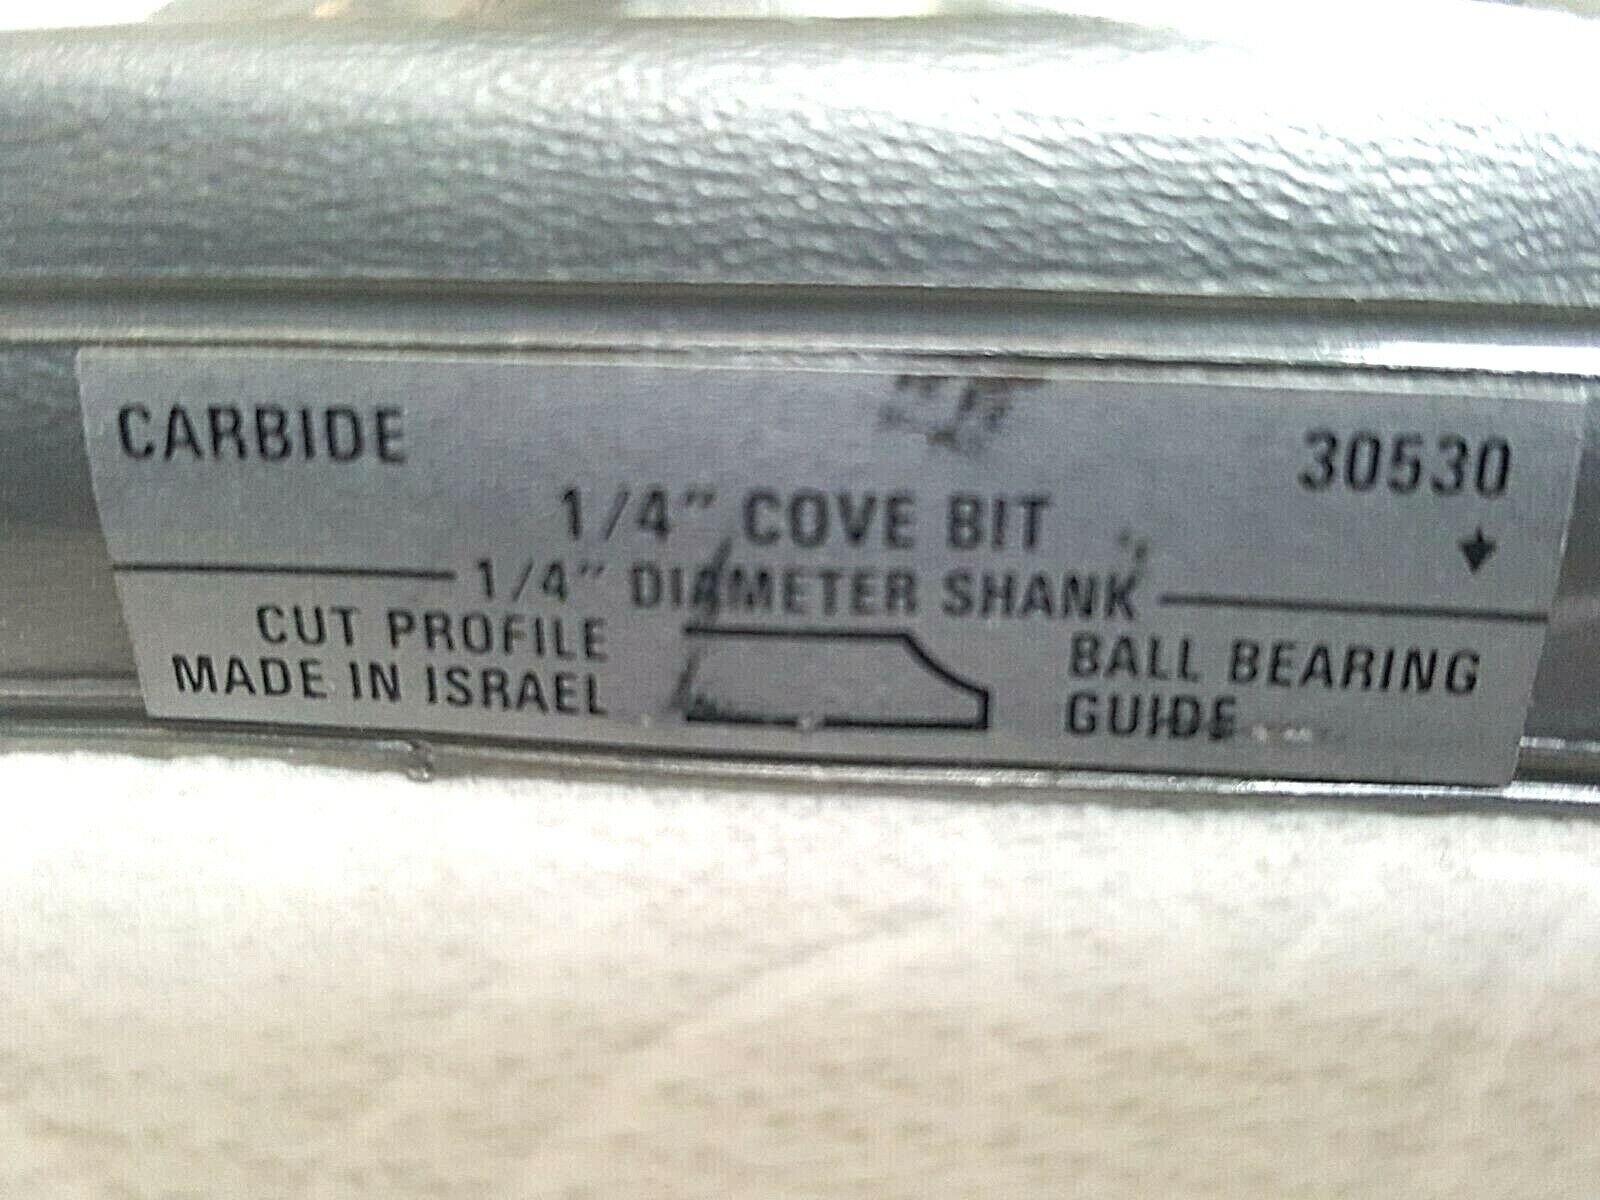 CARBIDE 30530
1/4" COVE BIT
1/4" DIAMETER SHANK
CUT PROFILE
MADE IN ISRAEL
BALL BEARING
GUIDE